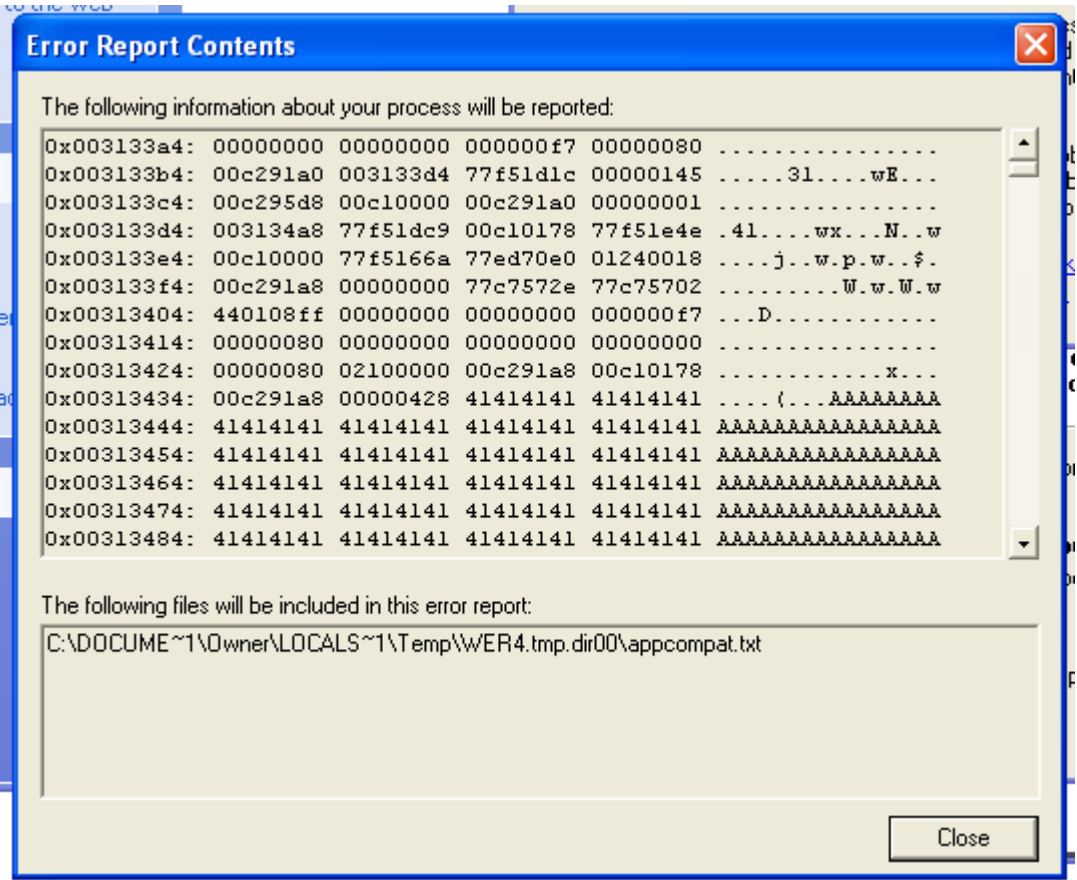 to the web
Error Report Contents
The following information about your process will be reported:
0x003133a4: 00000000 00000000 000000f7 00000080 ................
0x003133b4: 00c291a0 003133d4 77f51d1c 00000145 .....31....wE...
0x003133c4: 00c295d8 00c10000 00c291a0 00000001 ................
0x003133d4: 003134a8 77f51dc9 00c10178 77f51e4e .41....wx...N..w
0x003133e4: 00c10000 77f5166a 77ed70e0 01240018 ....j..w.p.w..$.
0x003133f4: 00c291a8 00000000 77c7572e 77c75702 .........W.w.W.w
0x00313404: 440108ff 00000000 00000000 000000f7 ...D............
0x00313414: 00000080 00000000 00000000 00000000 ................
0x00313424: 00000080 02100000 00c291a8 00c10178 ............x...
0x00313434: 00c291a8 00000428 41414141 41414141 ....(...AAAAAAAA
0x00313444: 41414141 41414141 41414141 41414141 AAAAAAAAAAAAAAAA
0x00313454: 41414141 41414141 41414141 41414141 AAAAAAAAAAAAAAAA
0x00313464: 41414141 41414141 41414141 41414141 AAAAAAAAAAAAAAAA
0x00313474: 41414141 41414141 41414141 41414141 AAAAAAAAAAAAAAAA
0x00313484: 41414141 41414141 41414141 41414141 AAAAAAAAAAAAAAAA
The following files will be included in this error report:
C:\DOCUME~1\Owner\LOCALS~1\Temp\WER4.tmp.dir00\appcompat.txt
Close